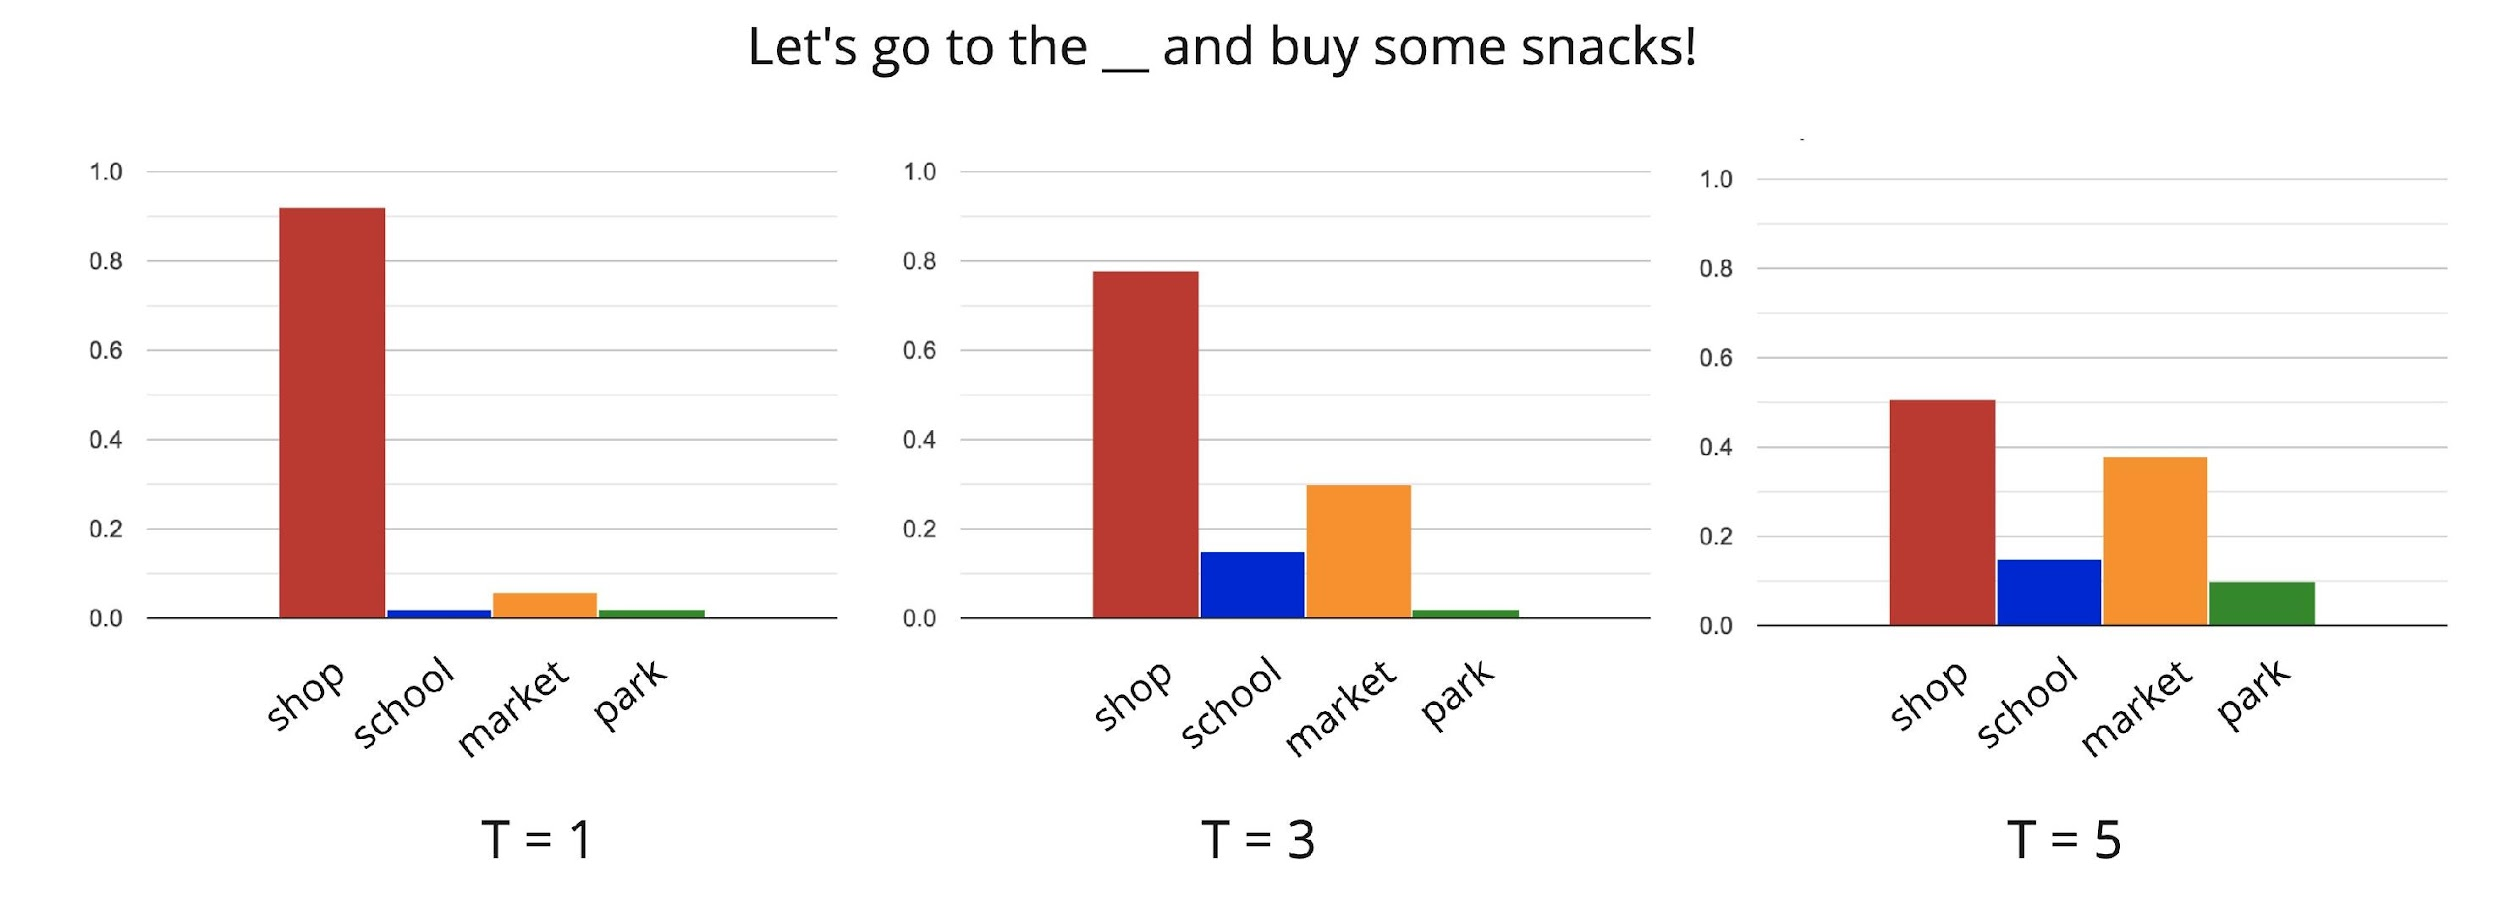 Let's go to the __ and buy some snacks!
1.0
0.8
0.6
0.4
0.2
0.0
shop
school
market
park
T = 1
1.0
0.8
0.6
0.4
0.2
0.0
shop
school
market
park
T = 3
1.0
0.8
0.6
0.4
0.2
0.0
shop
school
market
park
T = 5